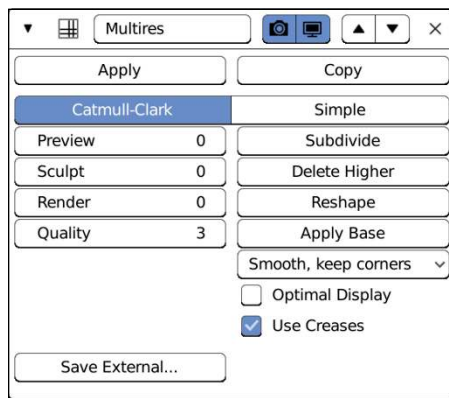 Multires
Apply Copy
Catmull-Clark Simple
Preview 0 Subdivide
Sculpt 0 Delete Higher
Render 0 Reshape
Quality 3 Apply Base
Smooth, keep corners
Optimal Display
Use Creases
Save External...